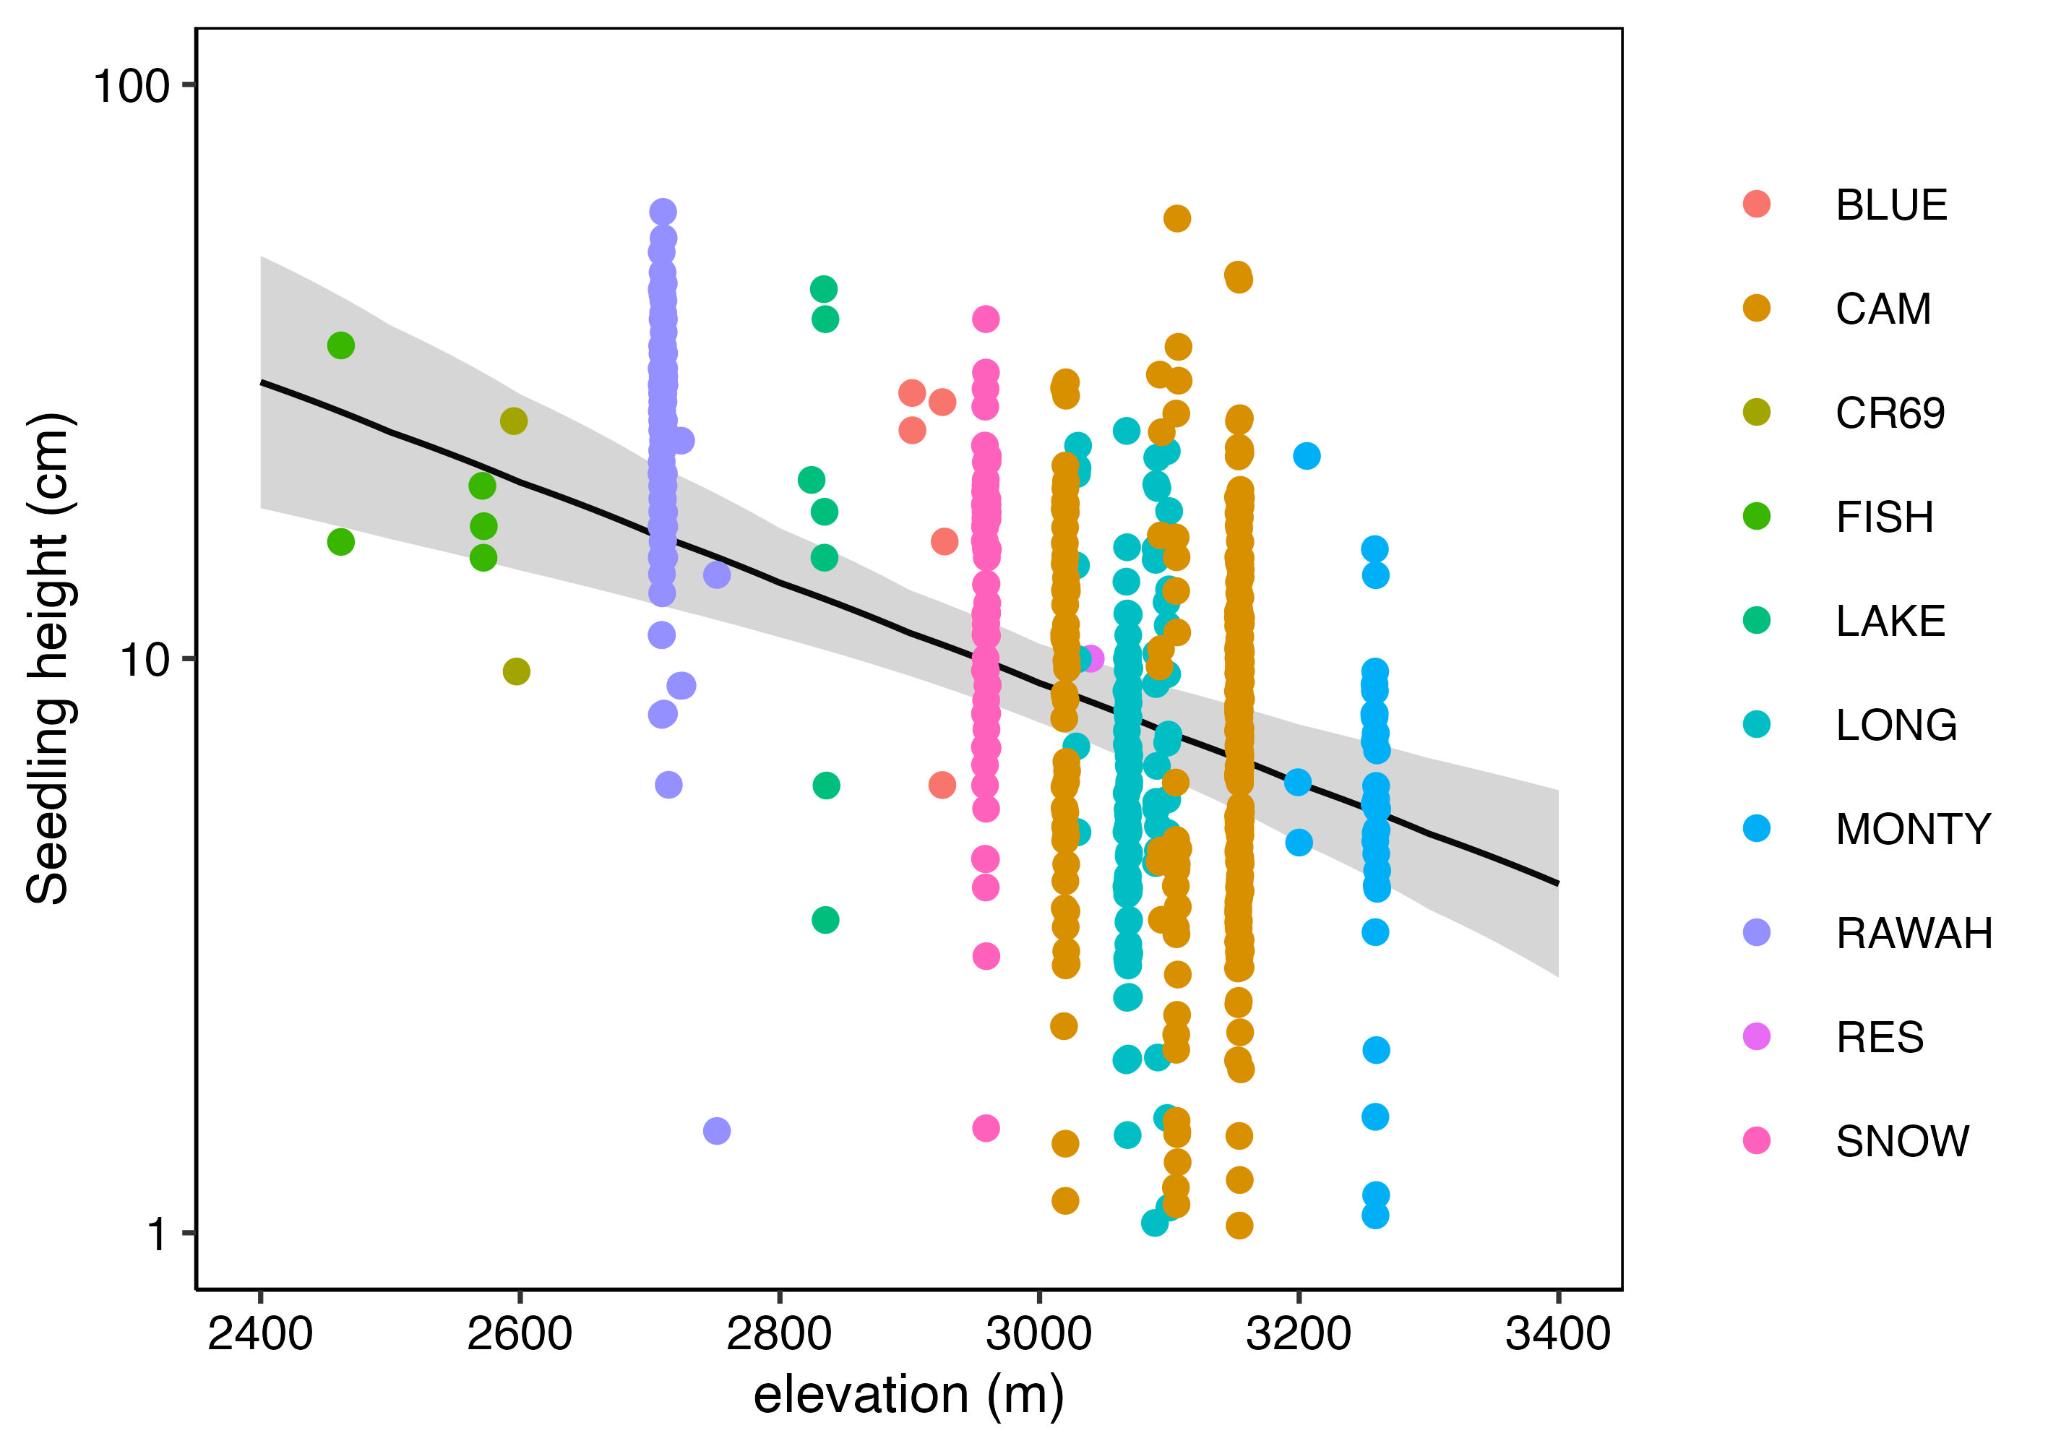 Seedling height (cm)
100
10
1
2400 2600 2800 3000 3200 3400
elevation (m)
BLUE
CAM
CR69
FISH
LAKE
LONG
MONTY
RAWAH
RES
SNOW